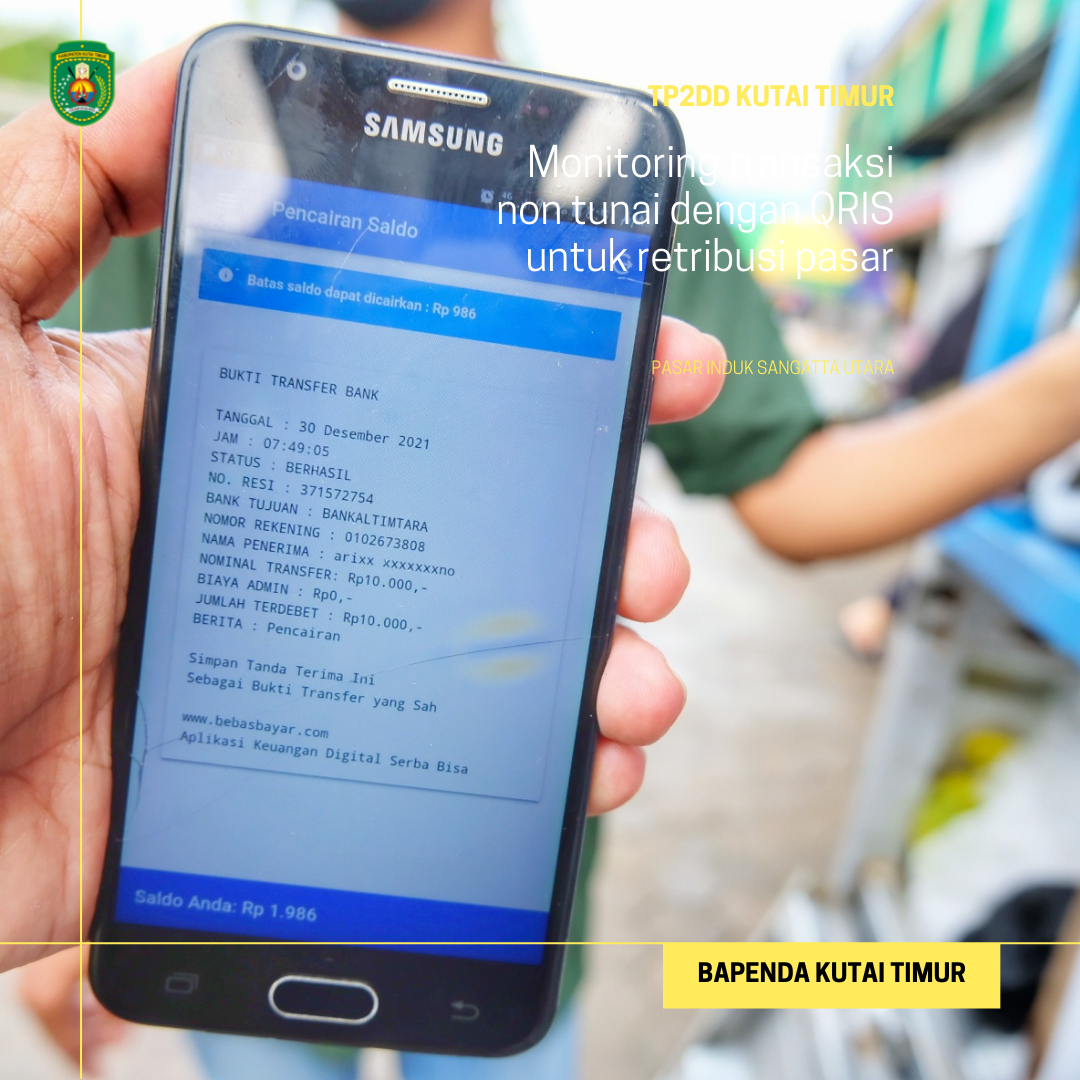 KABUPATEN KUTAI TIMUR
TP2DD KUTAI TIMUR
Monitoring transaksi
non tunai dengan QRIS
untuk retribusi pasar
PASAR INDUK SANGATTA UTARA
SAMSUNG
4G
Pencairan Saldo
Batas saldo dapat dicairkan : Rp 986
BUKTI TRANSFER BANK
TANGGAL : 30 Desember 2021
JAM : 07:49:05
STATUS : BERHASIL
NO. RESI : 371572754
BANK TUJUAN : BANKALTIMTARA
NOMOR REKENING : 0102673808
NAMA PENERIMA : arixx xxxxxxxno
NOMINAL TRANSFER: Rp10.000,-
BIAYA ADMIN : Rp0,-
JUMLAH TERDEBET : Rp10.000,-
BERITA : Pencairan
Simpan Tanda Terima Ini
Sebagai Bukti Transfer yang Sah
www.bebasbayar.com
Aplikasi Keuangan Digital Serba Bisa
Saldo Anda: Rp 1.986
BAPENDA KUTAI TIMUR